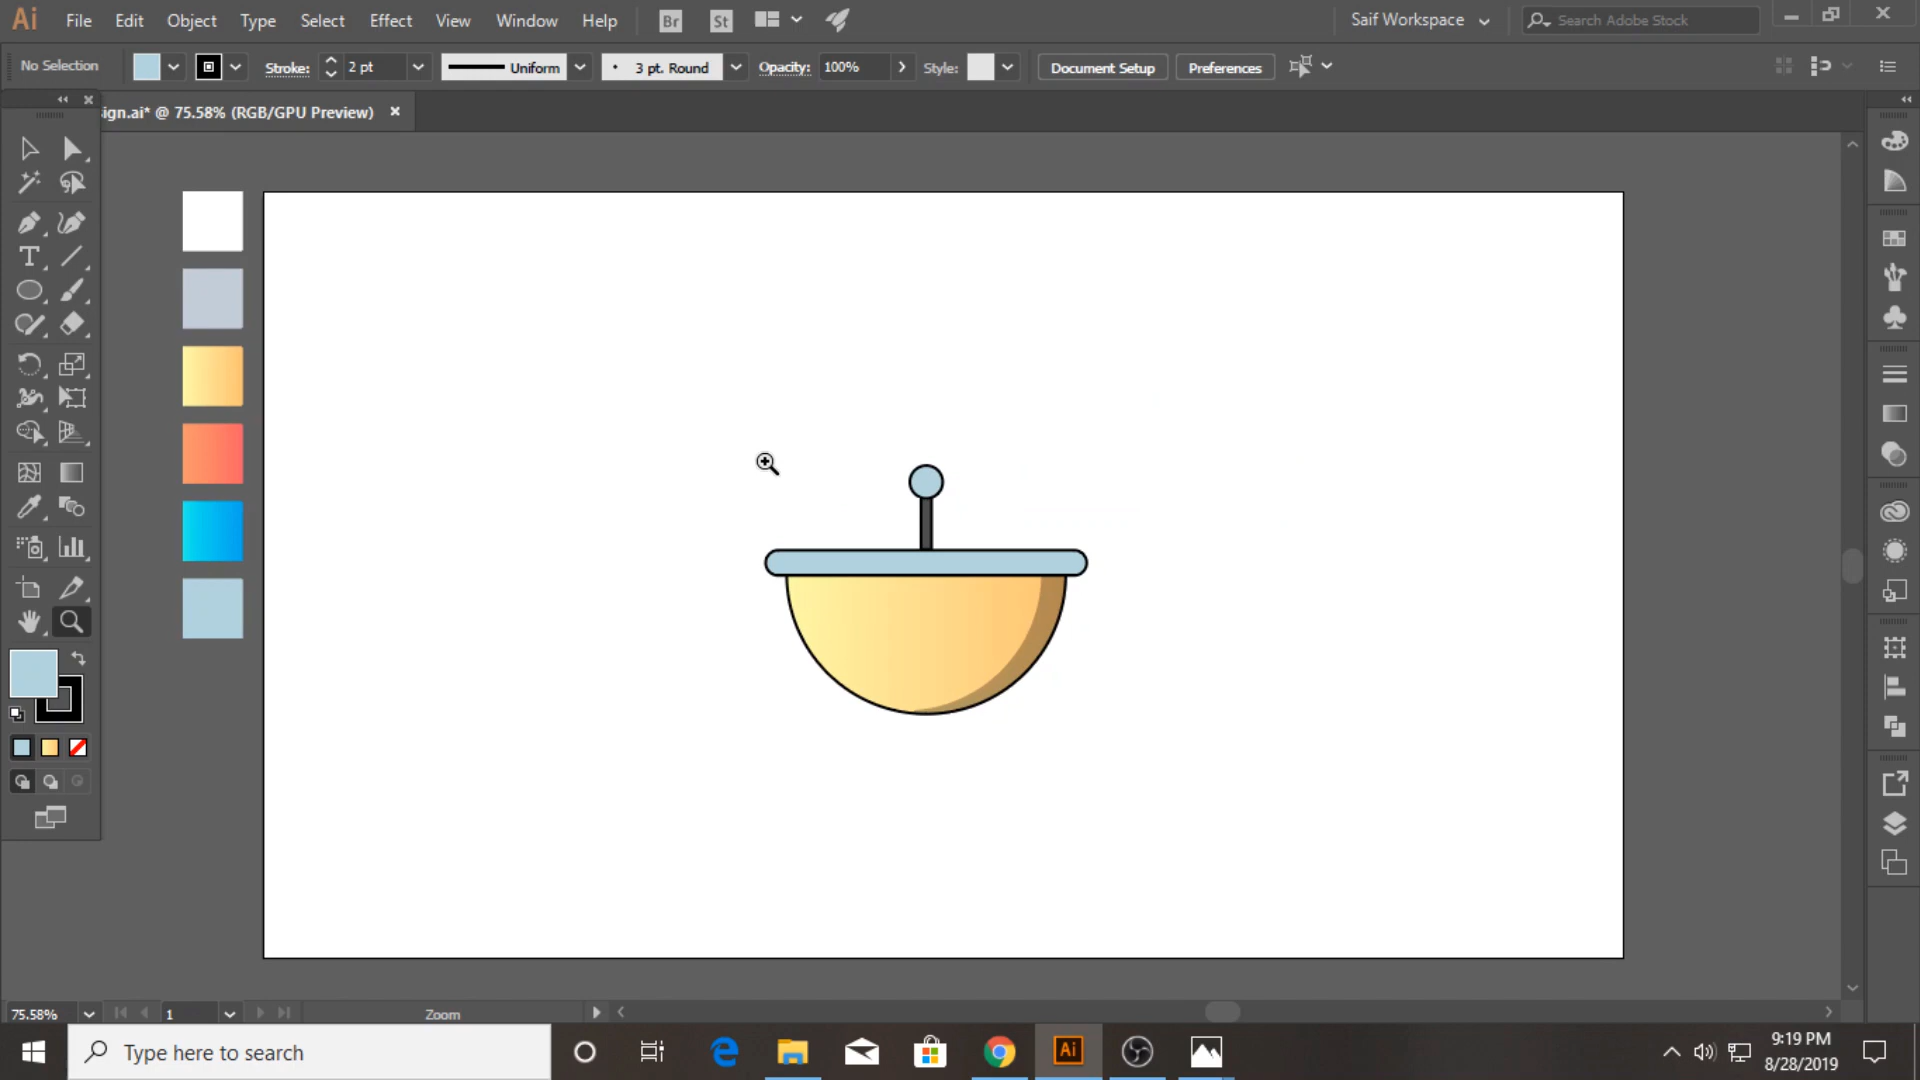 Ai File Edit Object Type Select Effect View Window Help Br St Saif Workspace Search Adobe Stock
No Selection Stroke: 2 pt Uniform 3 pt. Round Opacity: 100% Style: Document Setup Preferences
ign.ai* @ 75.58% (RGB/GPU Preview)
75.58% 1 Zoom
Type here to search Ai 9:19 PM
8/28/2019